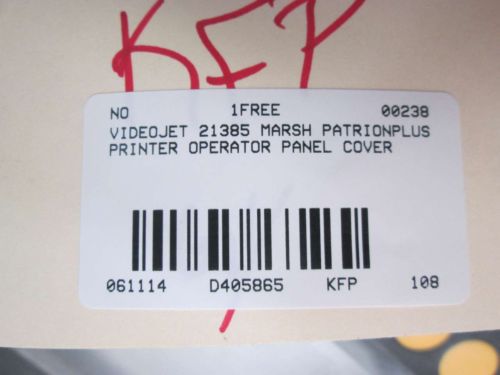 KFP
NO 1FREE 00238
VIDEOJET 21385 MARSH PATRIONPLUS
PRINTER OPERATOR PANEL COVER
061114 D405865 KFP 108